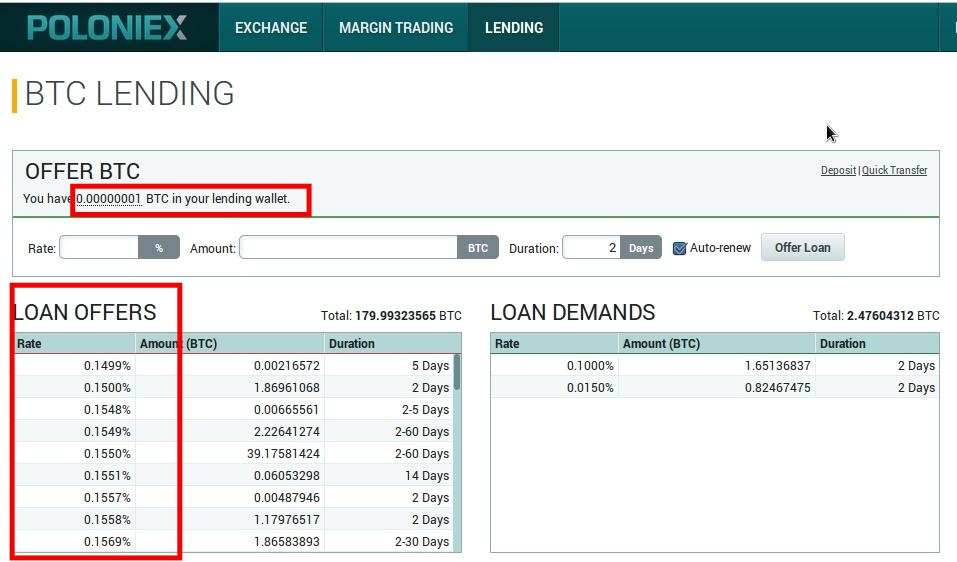 POLONIEX EXCHANGE MARGIN TRADING LENDING
BTC LENDING
OFFER BTC Deposit | Quick Transfer
You have 0.00000001 BTC in your lending wallet.
Rate: % Amount: BTC Duration: 2 Days Auto-renew Offer Loan
LOAN OFFERS Total: 179.99323565 BTC
Rate Amount (BTC) Duration
0.1499% 0.00216572 5 Days
0.1500% 1.86961068 2 Days
0.1548% 0.00665561 2-5 Days
0.1549% 2.22641274 2-60 Days
0.1550% 39.17581424 2-60 Days
0.1551% 0.06053298 14 Days
0.1557% 0.00487946 2 Days
0.1558% 1.17976517 2 Days
0.1569% 1.86583893 2-30 Days
LOAN DEMANDS Total: 2.47604312 BTC
Rate Amount (BTC) Duration
0.1000% 1.65136837 2 Days
0.0150% 0.82467475 2 Days